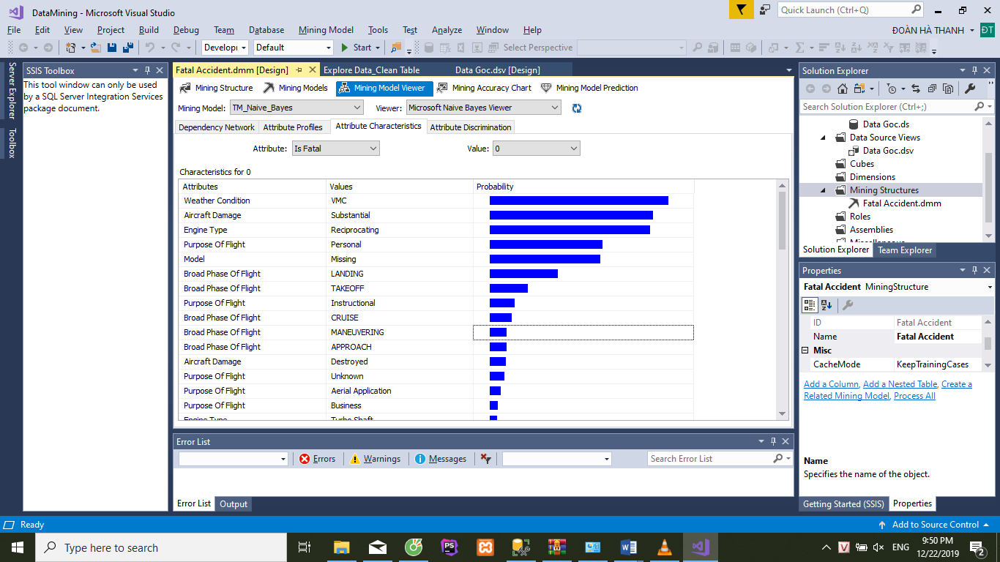 DataMining - Microsoft Visual Studio
Quick Launch (Ctrl+Q)
File Edit View Project Build Debug Team Database Mining Model Tools Test Analyze Window Help
ĐOÀN HÀ THANH ĐT
Develop Default Start Select Perspective
Server Explorer
Toolbox
SSIS Toolbox
This tool window can only be used
by a SQL Server Integration Services
package document.
Fatal Accident.dmm [Design] Explore Data_Clean Table Data Goc.dsv [Design]
Mining Structure Mining Models Mining Model Viewer Mining Accuracy Chart Mining Model Prediction
Mining Model: TM_Naive_Bayes Viewer: Microsoft Naive Bayes Viewer
Dependency Network Attribute Profiles Attribute Characteristics Attribute Discrimination
Attribute: Is Fatal Value: 0
Characteristics for 0
Attributes Values Probability
Weather Condition VMC
Aircraft Damage Substantial
Engine Type Reciprocating
Purpose Of Flight Personal
Model Missing
Broad Phase Of Flight LANDING
Broad Phase Of Flight TAKEOFF
Purpose Of Flight Instructional
Broad Phase Of Flight CRUISE
Broad Phase Of Flight MANEUVERING
Broad Phase Of Flight APPROACH
Aircraft Damage Destroyed
Purpose Of Flight Unknown
Purpose Of Flight Aerial Application
Purpose Of Flight Business
Engine Type Turbo Shaft
Error List
Errors Warnings Messages Search Error List
Error List Output
Solution Explorer
Search Solution Explorer (Ctrl+;)
Data Goc.ds
Data Source Views
Data Goc.dsv
Cubes
Dimensions
Mining Structures
Fatal Accident.dmm
Roles
Assemblies
Miscellaneous
Solution Explorer Team Explorer
Properties
Fatal Accident MiningStructure
ID Fatal Accident
Name Fatal Accident
Misc
CacheMode KeepTrainingCases
Add a Column, Add a Nested Table, Create a
Related Mining Model, Process All
Name
Specifies the name of the object.
Getting Started (SSIS) Properties
Ready Add to Source Control
Type here to search
PS
V ENG 9:50 PM
12/22/2019
2